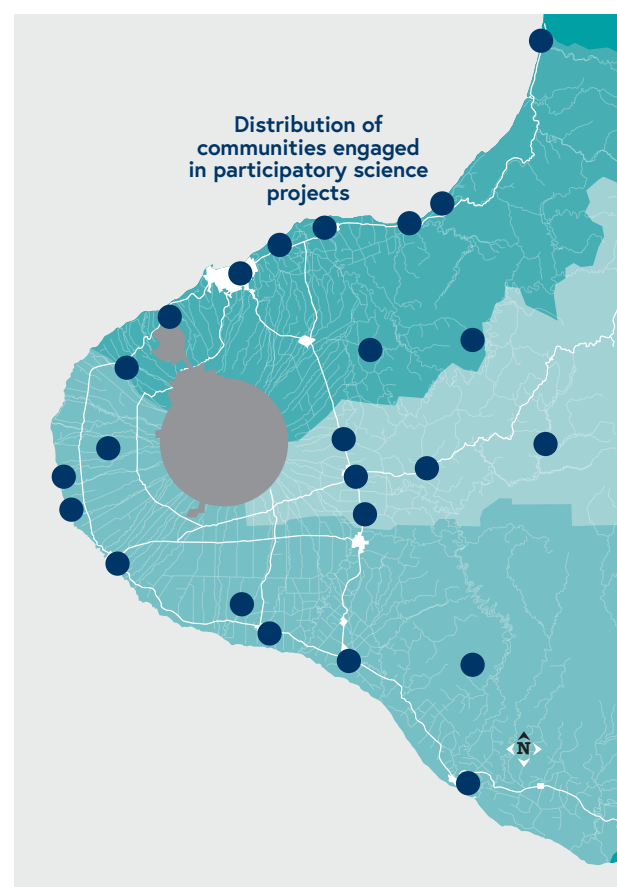 Distribution of
communities engaged
in participatory science
projects
N